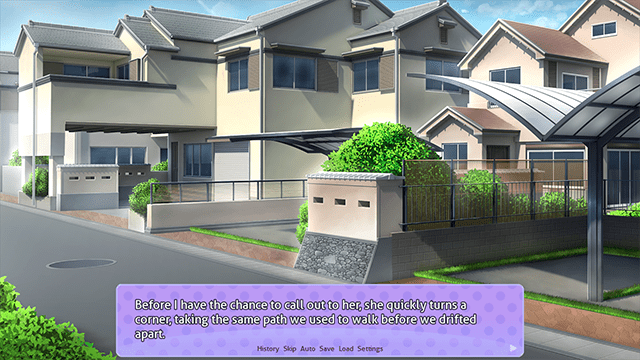 Before I have the chance to call out to her, she quickly turns a
corner, taking the same path we used to walk before we drifted
apart.
History Skip Auto Save Load Settings